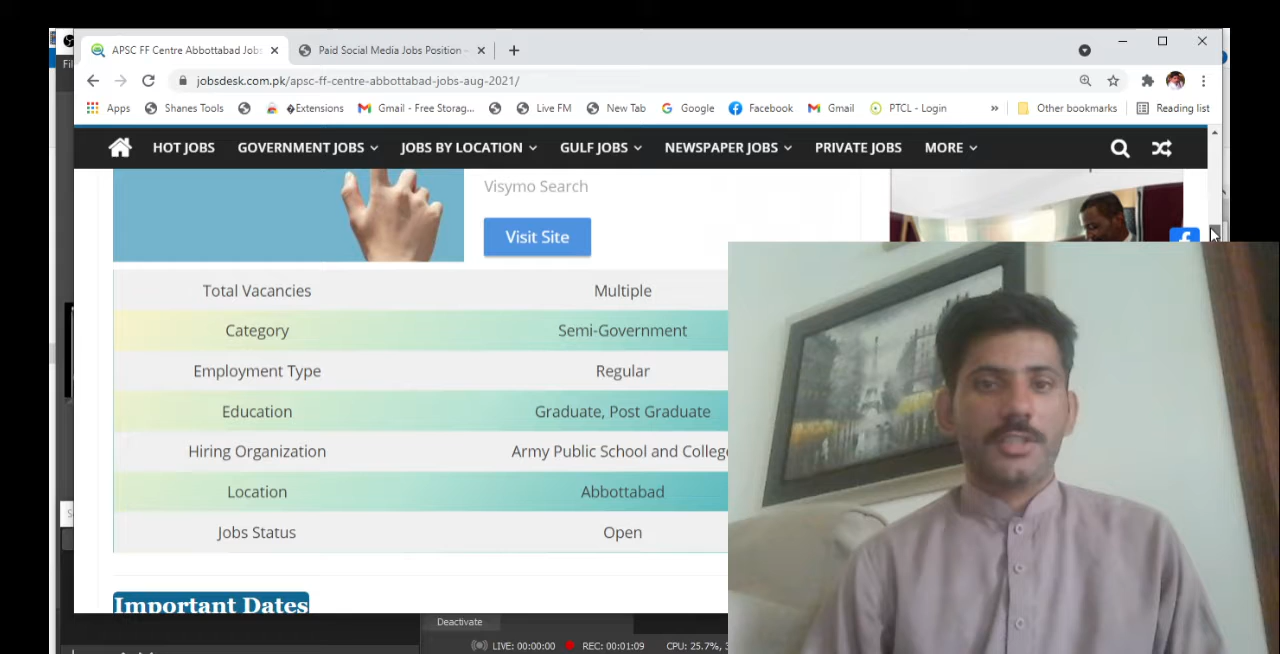 Fil
APSC FF Centre Abbottabad Jobs
Paid Social Media Jobs Position -
jobsdesk.com.pk/apsc-ff-centre-abbottabad-jobs-aug-2021/
Apps Shanes Tools �Extensions Gmail - Free Storag... Live FM New Tab Google Facebook Gmail PTCL - Login » Other bookmarks Reading list
HOT JOBS GOVERNMENT JOBS JOBS BY LOCATION GULF JOBS NEWSPAPER JOBS PRIVATE JOBS MORE
Visymo Search
Visit Site
Total Vacancies Multiple
Category Semi-Government
Employment Type Regular
Education Graduate, Post Graduate
Hiring Organization Army Public School and College
Location Abbottabad
Jobs Status Open
Important Dates
Deactivate
LIVE: 00:00:00 REC: 00:01:09 CPU: 25.7%,